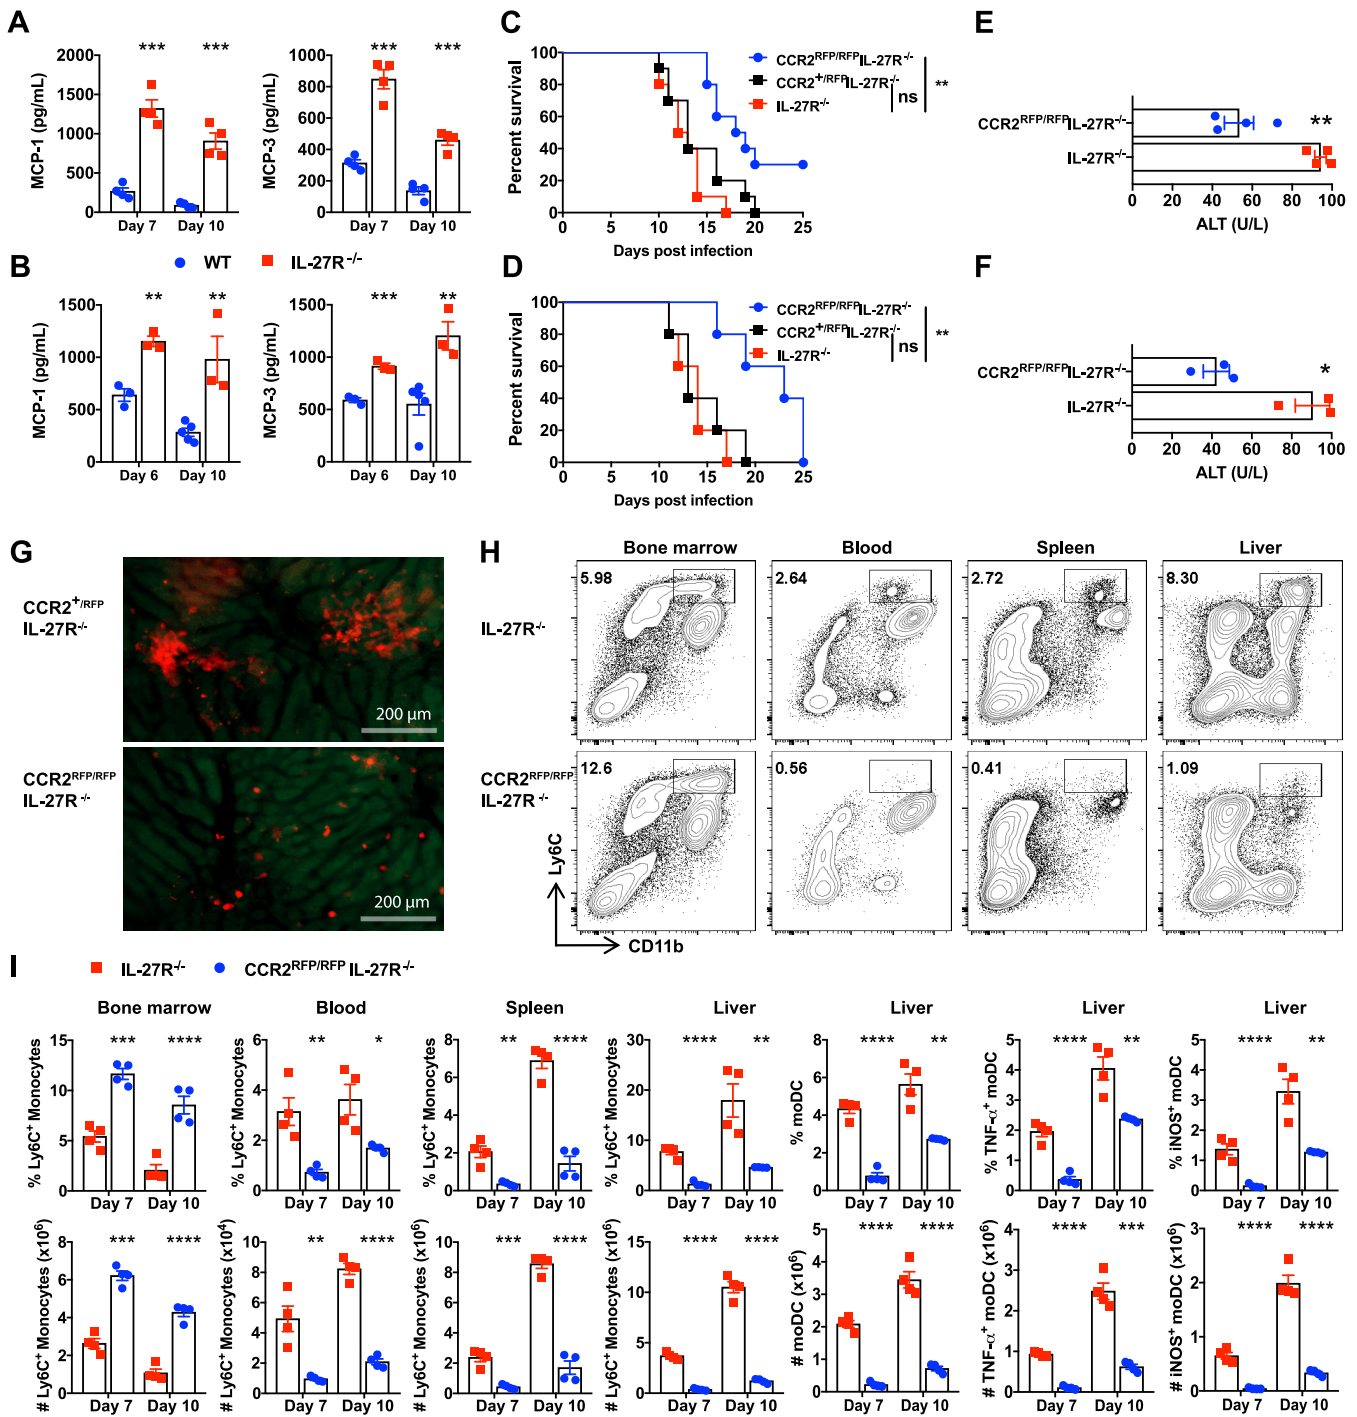 A
MCP-1 (pg/mL)
2000
1500
1000
500
0
*** ***
Day 7 Day 10
MCP-3 (pg/mL)
1000
800
600
400
200
0
*** ***
Day 7 Day 10
WT IL-27R-/-
B
MCP-1 (pg/mL)
1500
1000
500
0
** **
Day 6 Day 10
MCP-3 (pg/mL)
1500
1000
500
0
*** **
Day 6 Day 10
C
Percent survival
100
80
60
40
20
0
0 5 10 15 20 25
Days post infection
CCR2RFP/RFPIL-27R-/-
CCR2+/RFPIL-27R-/-
IL-27R-/-
ns
**
D
Percent survival
100
80
60
40
20
0
0 5 10 15 20 25
Days post infection
CCR2RFP/RFPIL-27R-/-
CCR2+/RFPIL-27R-/-
IL-27R-/-
ns
**
E
CCR2RFP/RFPIL-27R-/-
IL-27R-/-
**
0 20 40 60 80 100
ALT (U/L)
F
CCR2RFP/RFPIL-27R-/-
IL-27R-/-
*
0 20 40 60 80 100
ALT (U/L)
G
CCR2+/RFP
IL-27R-/-
200 µm
CCR2RFP/RFP
IL-27R-/-
200 µm
H
Bone marrow Blood Spleen Liver
IL-27R-/-
5.98 2.64 2.72 8.30
CCR2RFP/RFP
IL-27R-/-
12.6 0.56 0.41 1.09
Ly6C
CD11b
I
IL-27R-/- CCR2RFP/RFP IL-27R-/-
Bone marrow
% Ly6C+ Monocytes
15
10
5
0
*** ****
Day 7 Day 10
Blood
% Ly6C+ Monocytes
6
4
2
0
** *
Day 7 Day 10
Spleen
% Ly6C+ Monocytes
8
6
4
2
0
** ****
Day 7 Day 10
Liver
% Ly6C+ Monocytes
30
20
10
0
**** **
Day 7 Day 10
Liver
% moDC
8
6
4
2
0
**** **
Day 7 Day 10
Liver
% TNF-α+ moDC
5
4
3
2
1
0
**** **
Day 7 Day 10
Liver
% iNOS+ moDC
5
4
3
2
1
0
**** **
Day 7 Day 10
# Ly6C+ Monocytes (x10⁶)
8
6
4
2
0
*** ****
Day 7 Day 10
# Ly6C+ Monocytes (x10⁴)
10
8
6
4
2
0
** ****
Day 7 Day 10
# Ly6C+ Monocytes (x10⁶)
10
8
6
4
2
0
*** ****
Day 7 Day 10
# Ly6C+ Monocytes (x10⁶)
15
10
5
0
**** ****
Day 7 Day 10
# moDC (x10⁶)
5
4
3
2
1
0
**** ****
Day 7 Day 10
# TNF-α+ moDC (x10⁶)
4
3
2
1
0
**** ***
Day 7 Day 10
# iNOS+ moDC (x10⁶)
3
2
1
0
**** ****
Day 7 Day 10